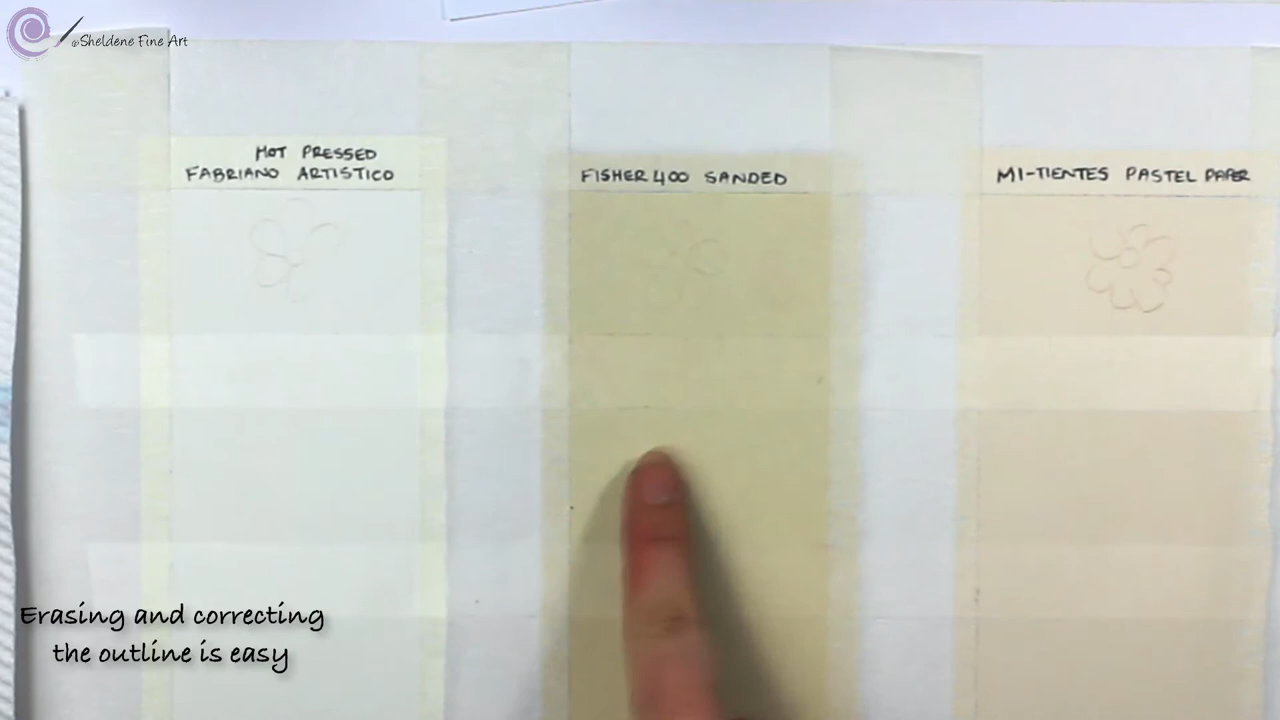 @Sheldene Fine Art
HOT PRESSED
FABRIANO ARTISTICO
FISHER 400 SANDED
MI-TIENTES PASTEL PAPER
Erasing and correcting
the outline is easy